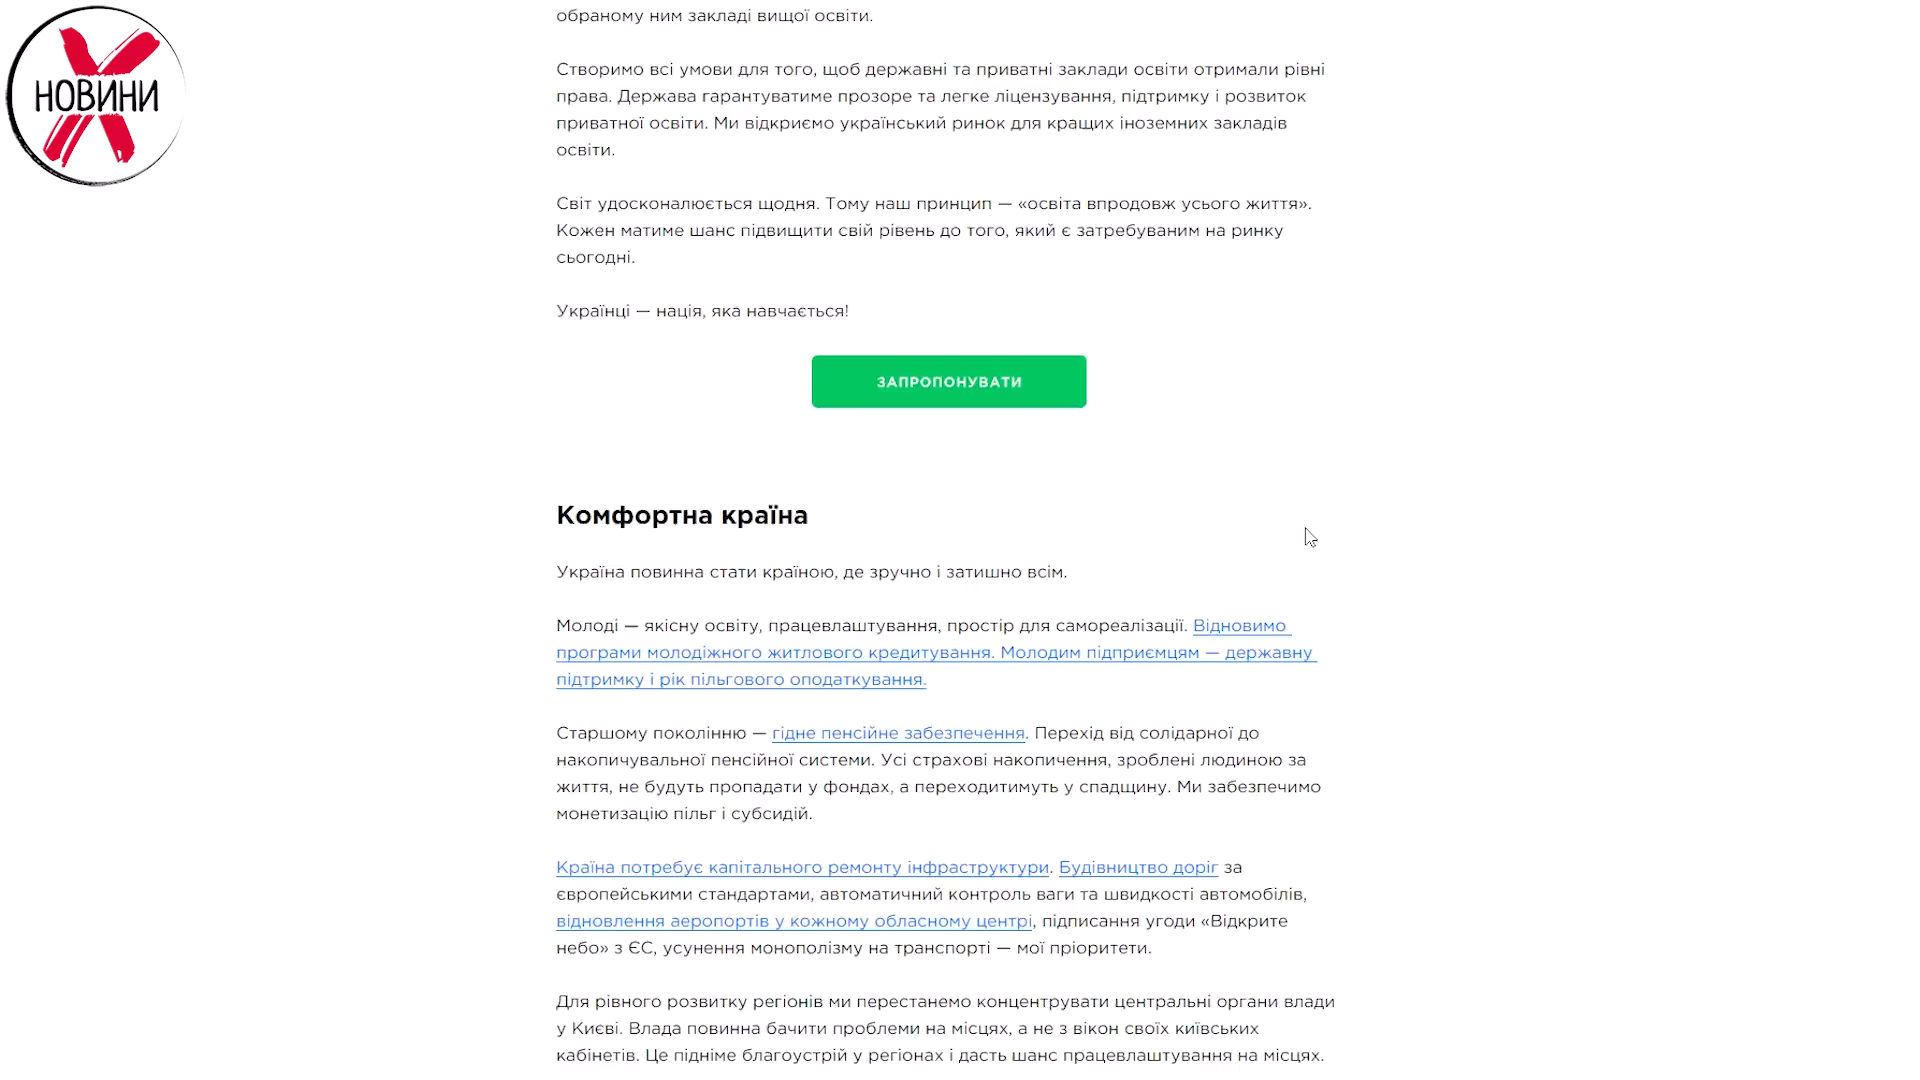 НОВИНИ
обраному ним закладі вищої освіти.
Створимо всі умови для того, щоб державні та приватні заклади освіти отримали рівні
права. Держава гарантуватиме прозоре та легке ліцензування, підтримку і розвиток
приватної освіти. Ми відкриємо український ринок для кращих іноземних закладів
освіти.
Світ удосконалюється щодня. Тому наш принцип — «освіта впродовж усього життя».
Кожен матиме шанс підвищити свій рівень до того, який є затребуваним на ринку
сьогодні.
Українці — нація, яка навчається!
ЗАПРОПОНУВАТИ
Комфортна країна
Україна повинна стати країною, де зручно і затишно всім.
Молоді — якісну освіту, працевлаштування, простір для самореалізації. Відновимо
програми молодіжного житлового кредитування. Молодим підприємцям — державну
підтримку і рік пільгового оподаткування.
Старшому поколінню — гідне пенсійне забезпечення. Перехід від солідарної до
накопичувальної пенсійної системи. Усі страхові накопичення, зроблені людиною за
життя, не будуть пропадати у фондах, а переходитимуть у спадщину. Ми забезпечимо
монетизацію пільг і субсидій.
Країна потребує капітального ремонту інфраструктури. Будівництво доріг за
європейськими стандартами, автоматичний контроль ваги та швидкості автомобілів,
відновлення аеропортів у кожному обласному центрі, підписання угоди «Відкрите
небо» з ЄС, усунення монополізму на транспорті — мої пріоритети.
Для рівного розвитку регіонів ми перестанемо концентрувати центральні органи влади
у Києві. Влада повинна бачити проблеми на місцях, а не з вікон своїх київських
кабінетів. Це підніме благоустрій у регіонах і дасть шанс працевлаштування на місцях.